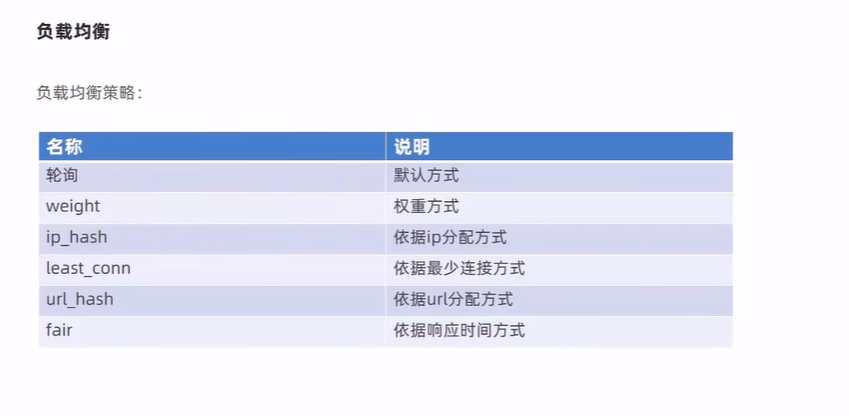 负载均衡
负载均衡策略：
名称 说明
轮询 默认方式
weight 权重方式
ip_hash 依据ip分配方式
least_conn 依据最少连接方式
url_hash 依据url分配方式
fair 依据响应时间方式